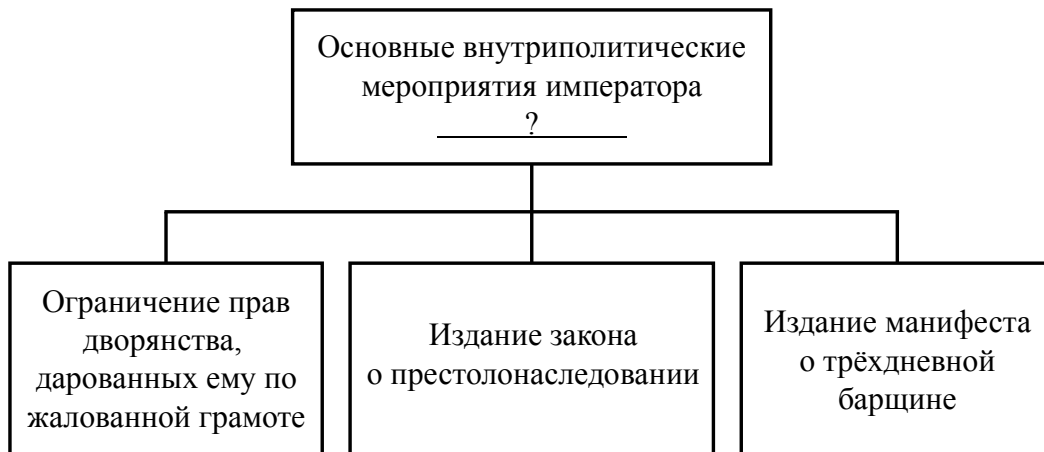 Основные внутриполитические
мероприятия императора
?
Ограничение прав
дворянства,
дарованных ему по
жалованной грамоте
Издание закона
о престолонаследовании
Издание манифеста
о трёхдневной
барщине